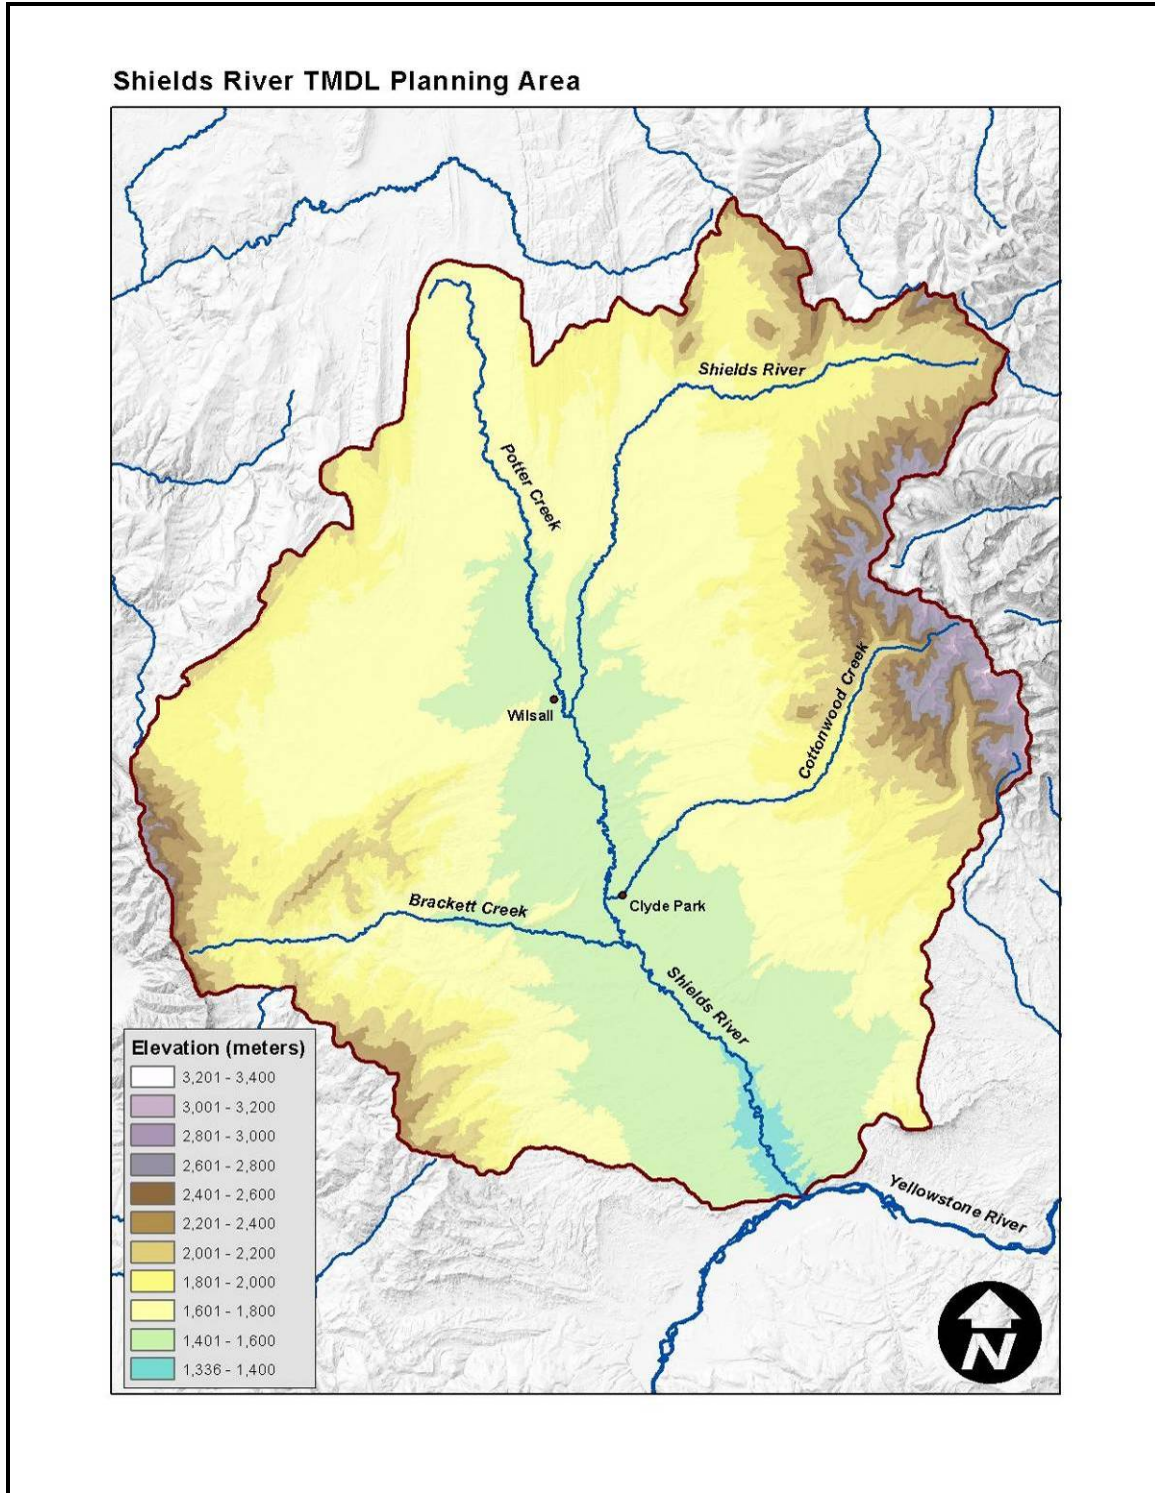 Shields River TMDL Planning Area
Shields River
Potter Creek
Cottonwood Creek
Wilsall
Clyde Park
Brackett Creek
Shields River
Yellowstone River
Elevation (meters)
3,201 - 3,400
3,001 - 3,200
2,801 - 3,000
2,601 - 2,800
2,401 - 2,600
2,201 - 2,400
2,001 - 2,200
1,801 - 2,000
1,601 - 1,800
1,401 - 1,600
1,336 - 1,400
N